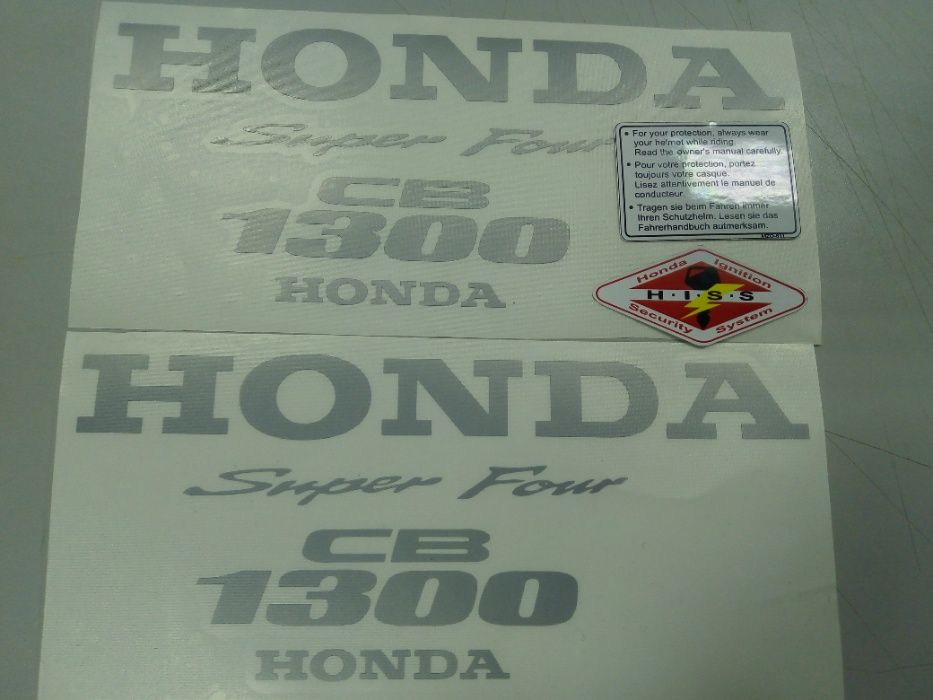 HONDA
Super Four
CB
1300
HONDA
• For your protection, always wear
your helmet while riding.
Read the owner's manual carefully.
• Pour votre protection, portez
toujours votre casque.
Lisez attentivement le manuel de
conducteur.
• Tragen sie beim Fahren immer
Ihren Schutzhelm. Lesen sie das
Fahrerhandbuch autmerksam.
Honda Ignition
H·I·S·S
Security System
HONDA
Super Four
CB
1300
HONDA